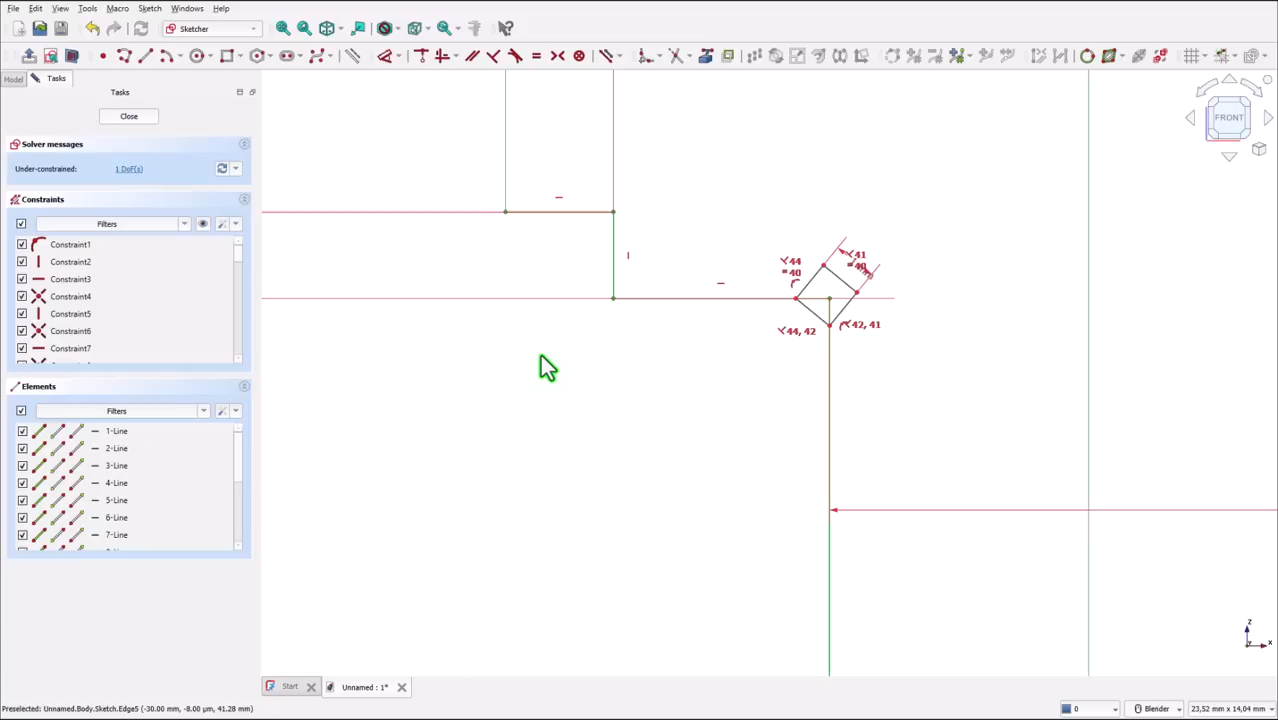 File Edit View Tools Macro Sketch Windows Help
Sketcher
Model Tasks
Tasks
Close
Solver messages
Under-constrained: 1 DoF(s)
Constraints
Filters
Constraint1
Constraint2
Constraint3
Constraint4
Constraint5
Constraint6
Constraint7
Elements
Filters
1-Line
2-Line
3-Line
4-Line
5-Line
6-Line
7-Line
FRONT
44
= 40
41
= 40
44, 42
42, 41
Z
X
Start
Unnamed : 1*
Preselected: Unnamed.Body.Sketch.Edge5 (-30.00 mm, -8.00 µm, 41.28 mm)
0
Blender
23,52 mm x 14,04 mm